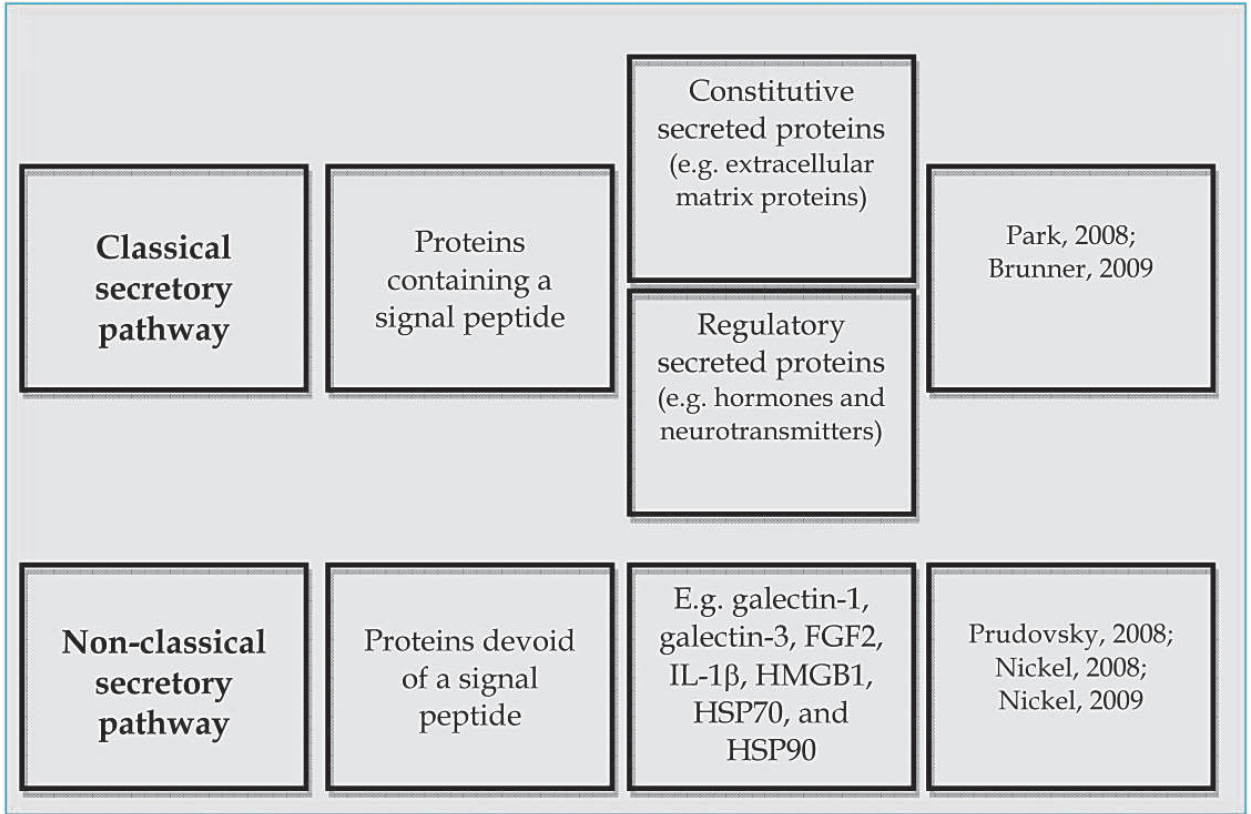 Classical
secretory
pathway
Proteins
containing a
signal peptide
Constitutive
secreted proteins
(e.g. extracellular
matrix proteins)
Regulatory
secreted proteins
(e.g. hormones and
neurotransmitters)
Park, 2008;
Brunner, 2009
Non-classical
secretory
pathway
Proteins devoid
of a signal
peptide
E.g. galectin-1,
galectin-3, FGF2,
IL-1β, HMGB1,
HSP70, and
HSP90
Prudovsky, 2008;
Nickel, 2008;
Nickel, 2009